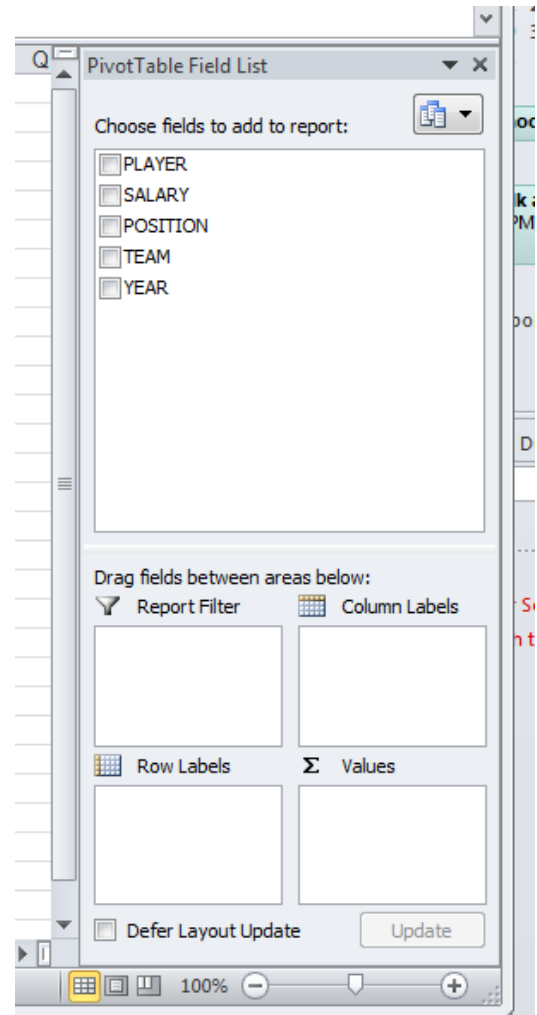 Q
PivotTable Field List
Choose fields to add to report:
PLAYER
SALARY
POSITION
TEAM
YEAR
Drag fields between areas below:
Report Filter
Column Labels
Row Labels
Σ Values
Defer Layout Update
Update
100%
PM
D